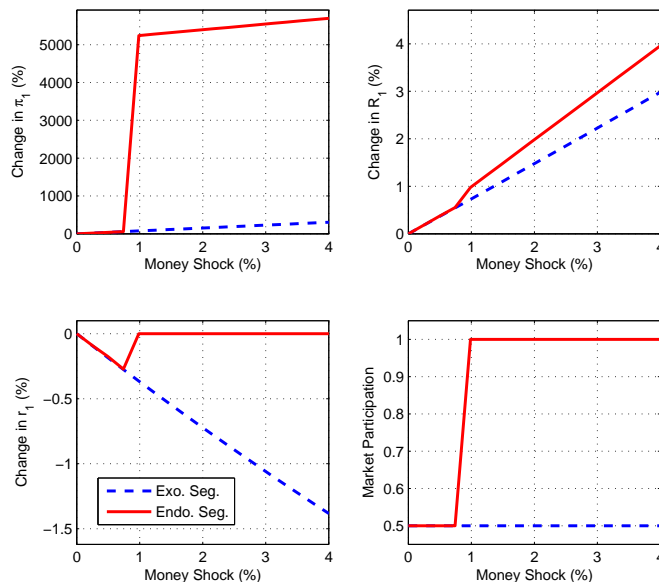 Change in π₁ (%)
5000
4000
3000
2000
1000
0
0 1 2 3 4
Money Shock (%)
Change in R₁ (%)
4
3
2
1
0
0 1 2 3 4
Money Shock (%)
Change in r₁ (%)
0
−0.5
−1
−1.5
Exo. Seg.
Endo. Seg.
0 1 2 3 4
Money Shock (%)
Market Participation
1
0.9
0.8
0.7
0.6
0.5
0 1 2 3 4
Money Shock (%)